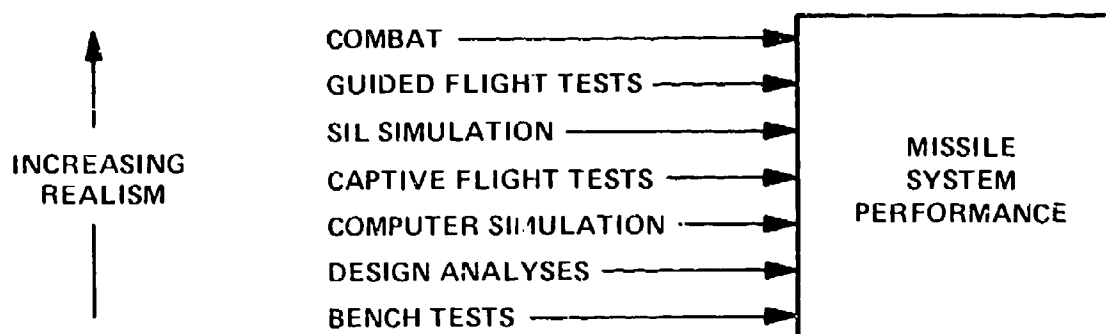 INCREASING
REALISM
COMBAT
GUIDED FLIGHT TESTS
SIL SIMULATION
CAPTIVE FLIGHT TESTS
COMPUTER SIMULATION
DESIGN ANALYSES
BENCH TESTS
MISSILE
SYSTEM
PERFORMANCE